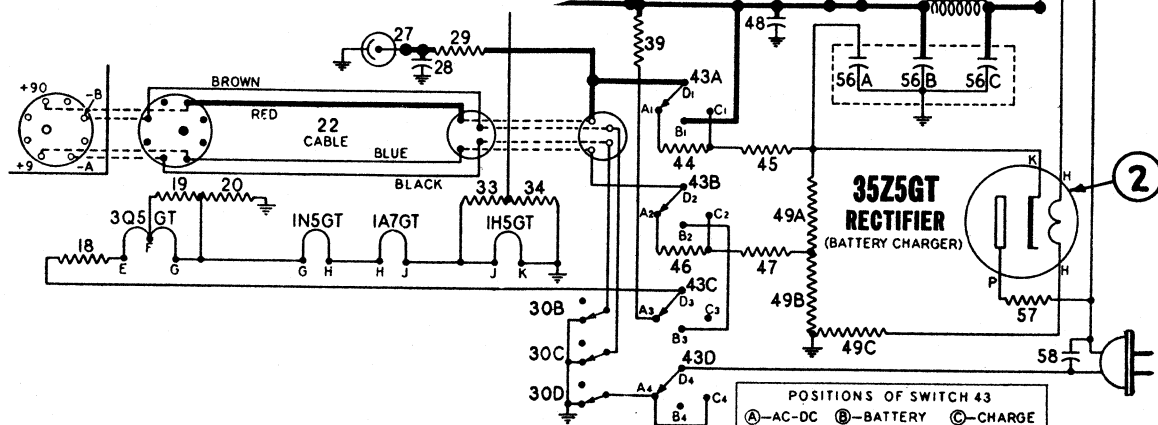 48
27
29
28
39
43A
56A
56B
56C
+90
-B
BROWN
RED
22
CABLE
BLUE
BLACK
+9
-A
D1
A1
C1
B1
44
45
43B
D2
A2
C2
B2
46
47
49A
49B
49C
35Z5GT
RECTIFIER
(BATTERY CHARGER)
K
H
2
P
H
57
19
20
33
34
3Q5 GT
1N5GT
1A7GT
1H5GT
18
E
F
G
G
H
H
J
J
K
43C
D3
A3
C3
B3
30B
30C
30D
43D
D4
A4
C4
B4
58
POSITIONS OF SWITCH 43
Ⓐ-AC-DC Ⓑ-BATTERY Ⓒ-CHARGE